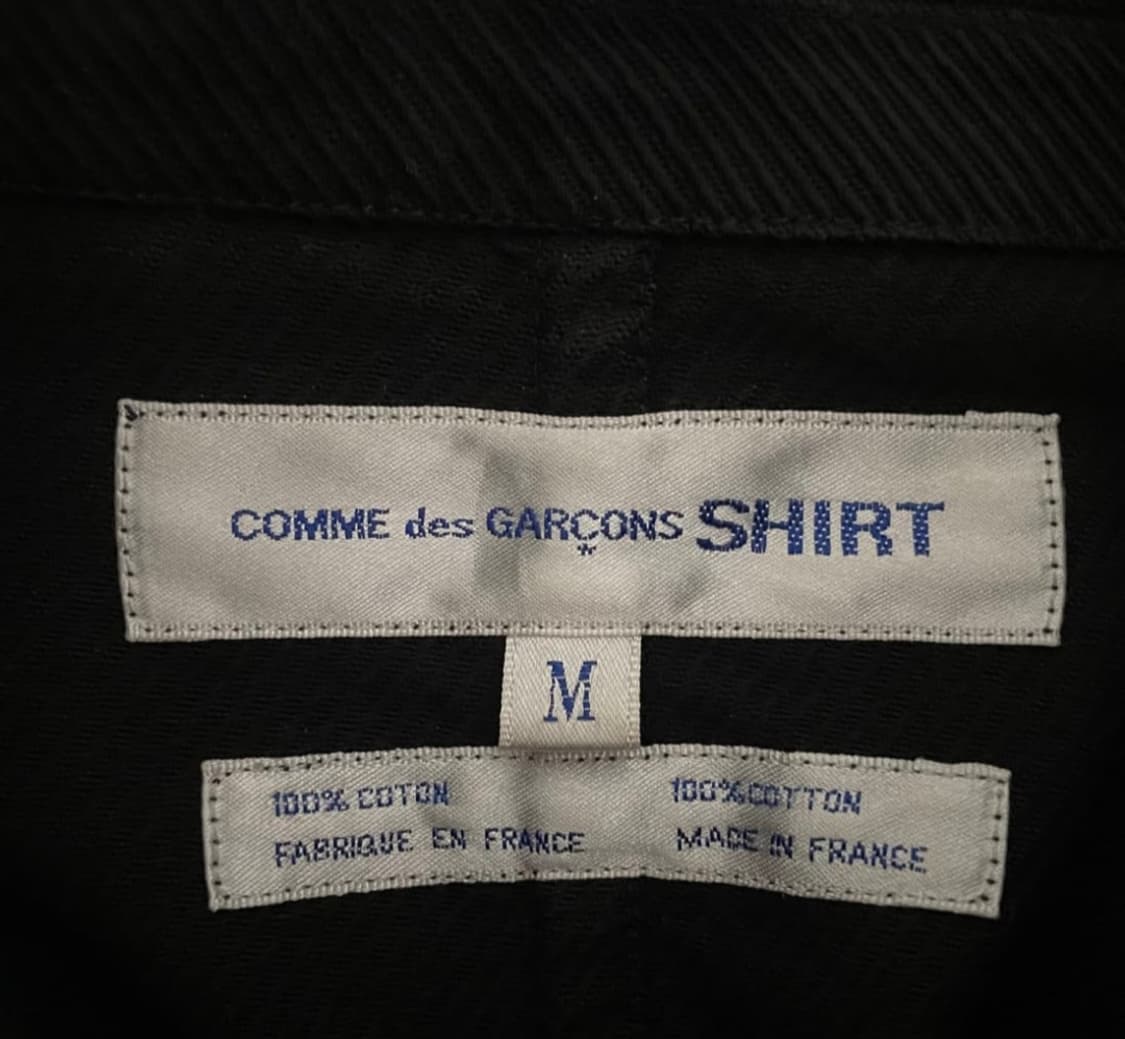 COMME des GARÇONS SHIRT
M
100% COTON
FABRIQUE EN FRANCE
100% COTTON
MADE IN FRANCE